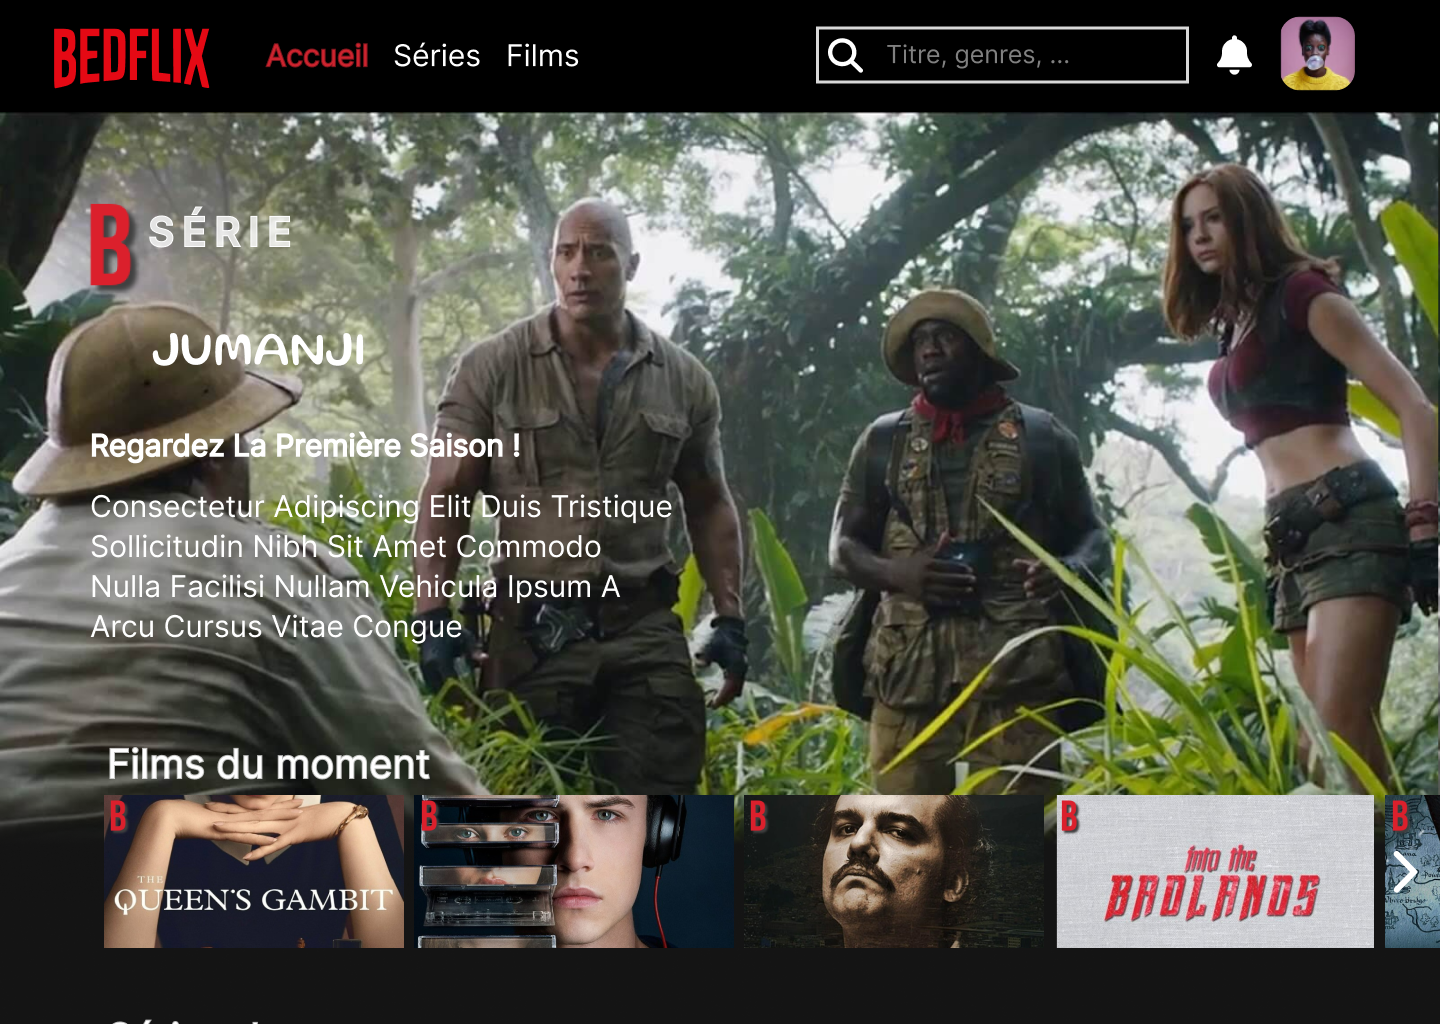 BEDFLIX
Accueil Séries Films
Titre, genres, ...
B SÉRIE
JUMANJI
Regardez La Première Saison !
Consectetur Adipiscing Elit Duis Tristique
Sollicitudin Nibh Sit Amet Commodo
Nulla Facilisi Nullam Vehicula Ipsum A
Arcu Cursus Vitae Congue
Films du moment
B
THE
QUEEN'S GAMBIT
B
B
B
into the
BADLANDS
B